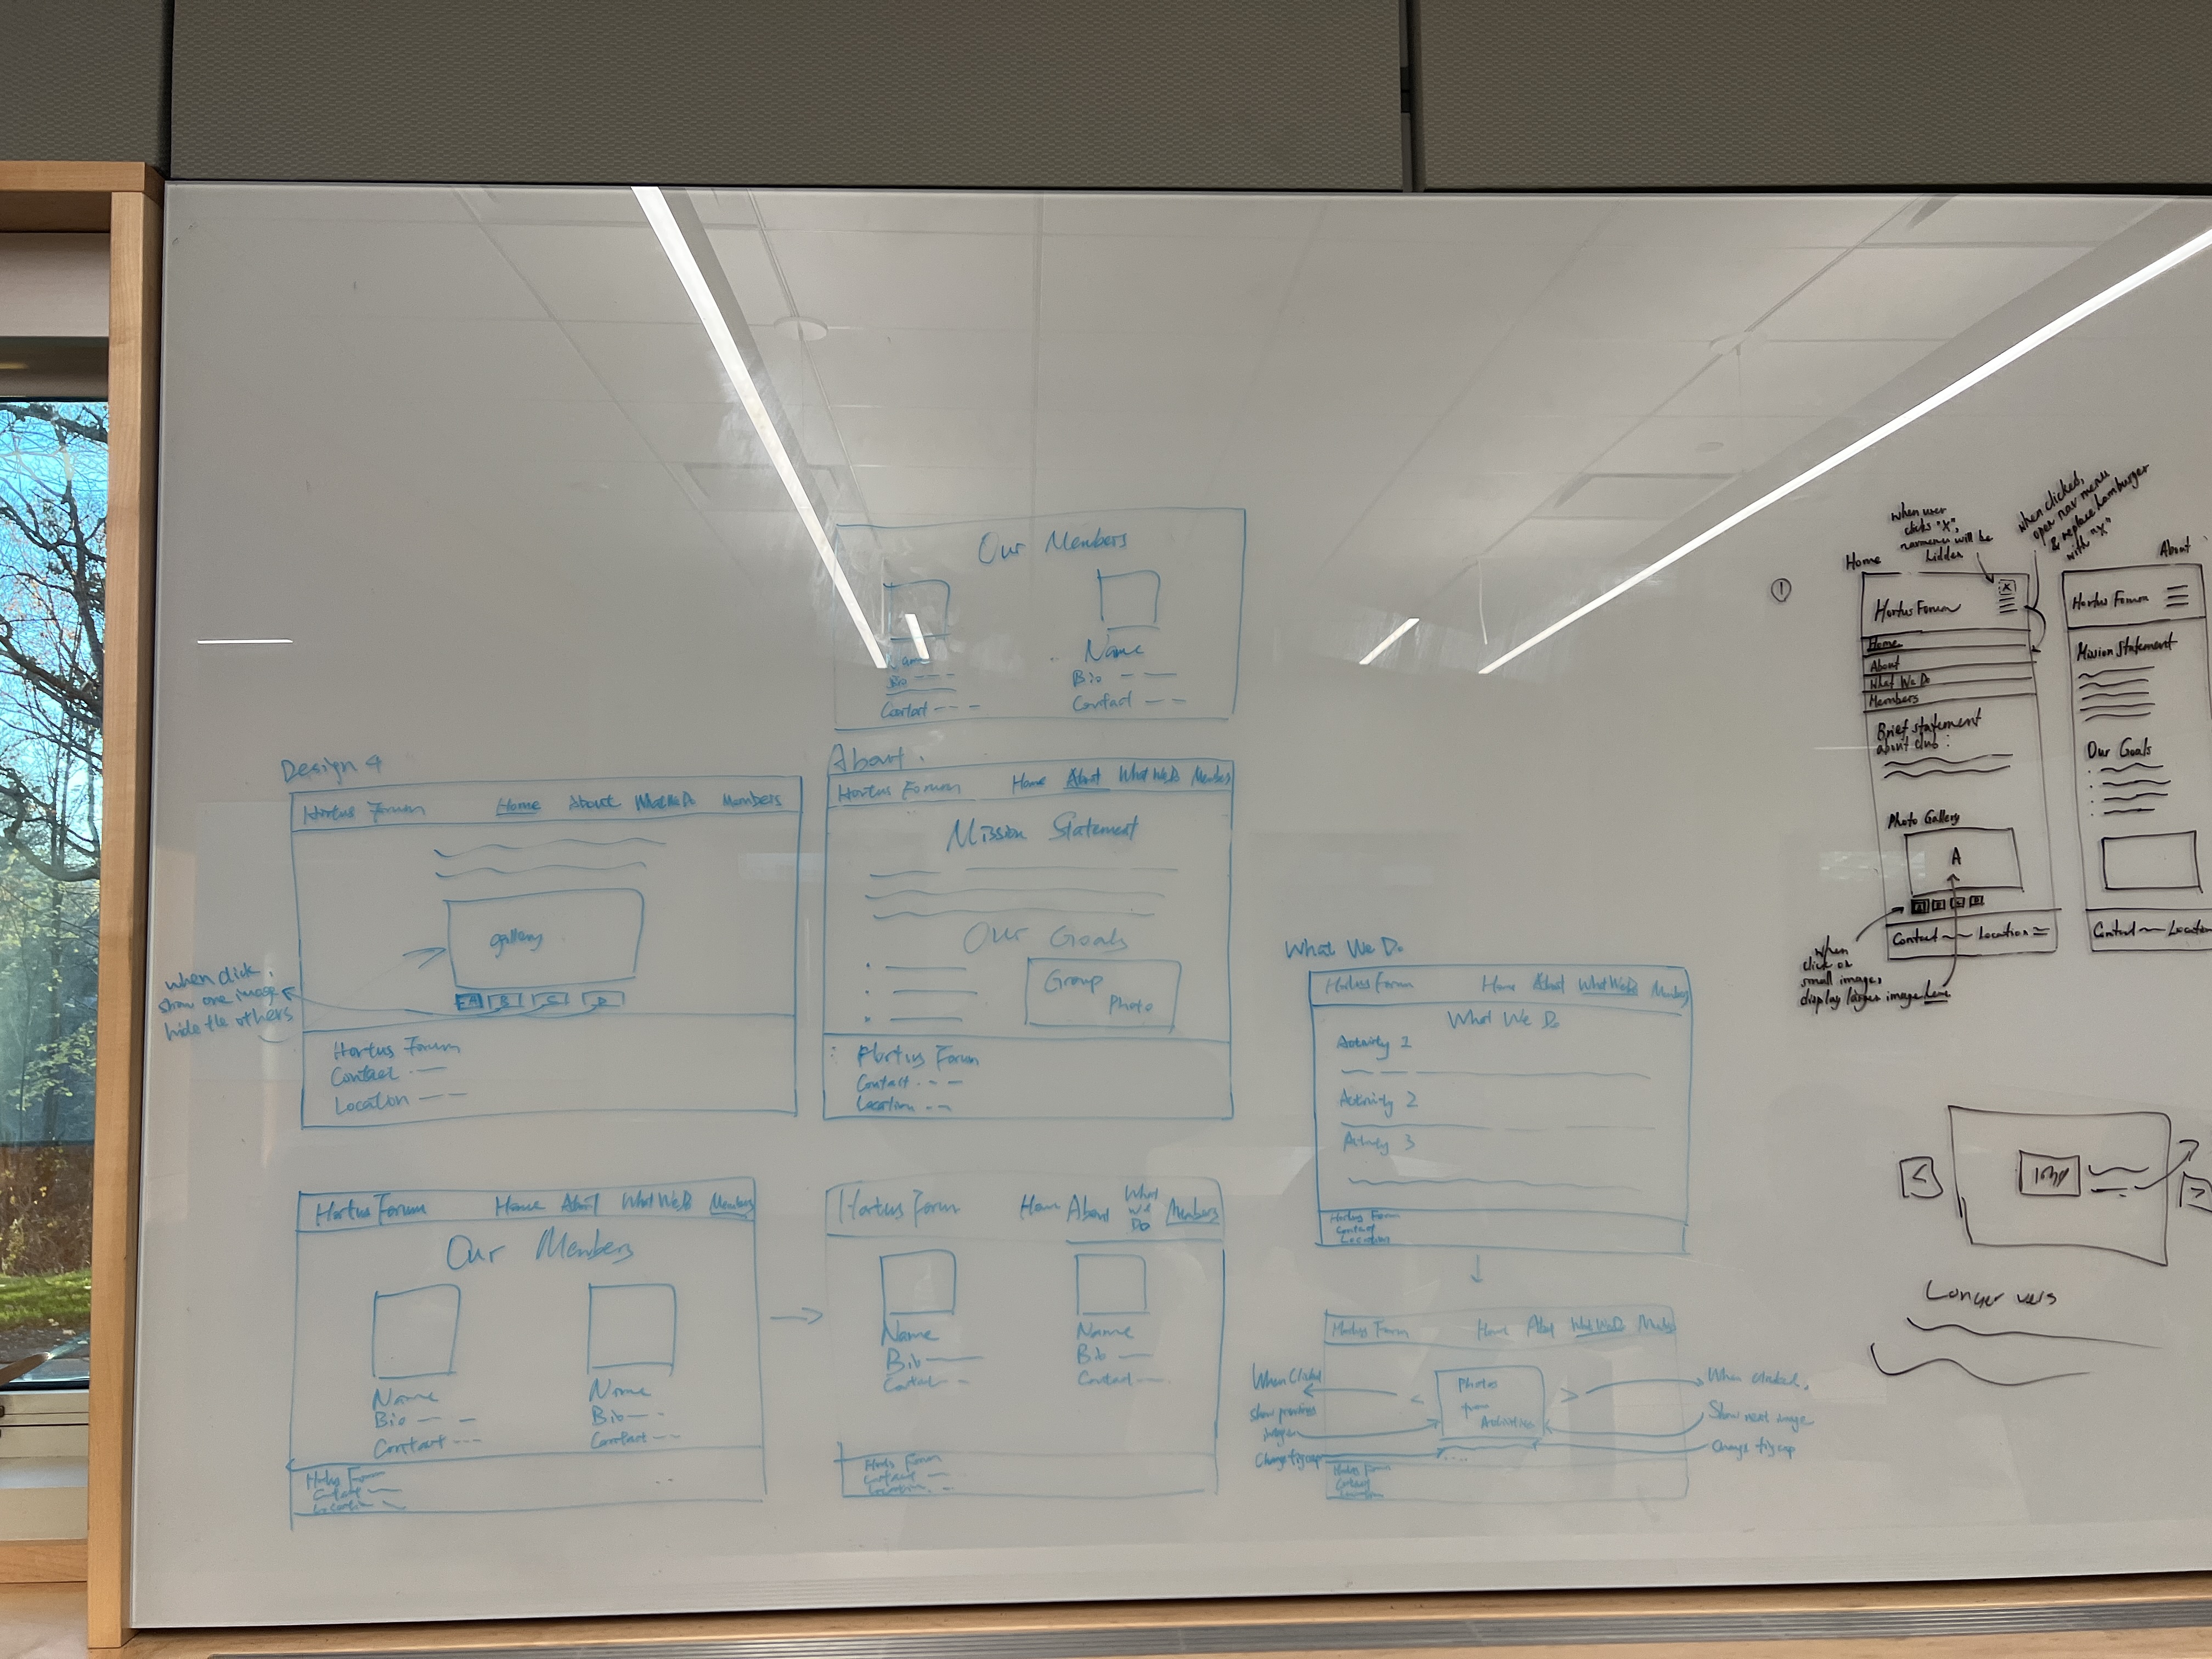 Our Members
Name
Bio
Contact
Name
Bio
Contact
Design 4
Hortus Forum
Home
About
What We Do
Members
gallery
A
B
C
D
when click,
show one image
hide the others
Hortus Forum
Contact
Location
About
Hortus Forum
Home
About
What We Do
Members
Mission Statement
Our Goals
Group
Photo
Hortus Forum
Contact
Location
Hortus Forum
Home
About
What We Do
Members
Our Members
Name
Bio
Contact
Name
Bio
Contact
Hortus Forum
Contact
Location
Hortus Forum
Home
About
What
We
Do
Members
Name
Bio
Contact
Name
Bio
Contact
Hortus Forum
Contact
Location
What We Do
Hortus Forum
Home
About
What We Do
Members
What We Do
Activity 1
Activity 2
Activity 3
Hortus Forum
Contact
Location
Hortus Forum
Home
About
What We Do
Members
When Clicked
show previous
image
Change figcap
<
Photos
from
Activities
>
When clicked,
Show next image
Change figcap
Hortus Forum
Contact
Location
when user
clicks "X",
navmenu will be
hidden
when clicked,
open nav menu
& replace hamburger
with "X"
1
Home
X
Hortus Forum
Home
About
What We Do
Members
Brief statement
about club:
Photo Gallery
A
A
B
C
D
Contact
Location
When
click on
small image,
display larger image here
About
Hortus Forum
Mission Statement
Our Goals
Contact
Location
<
img
>
Longer vers